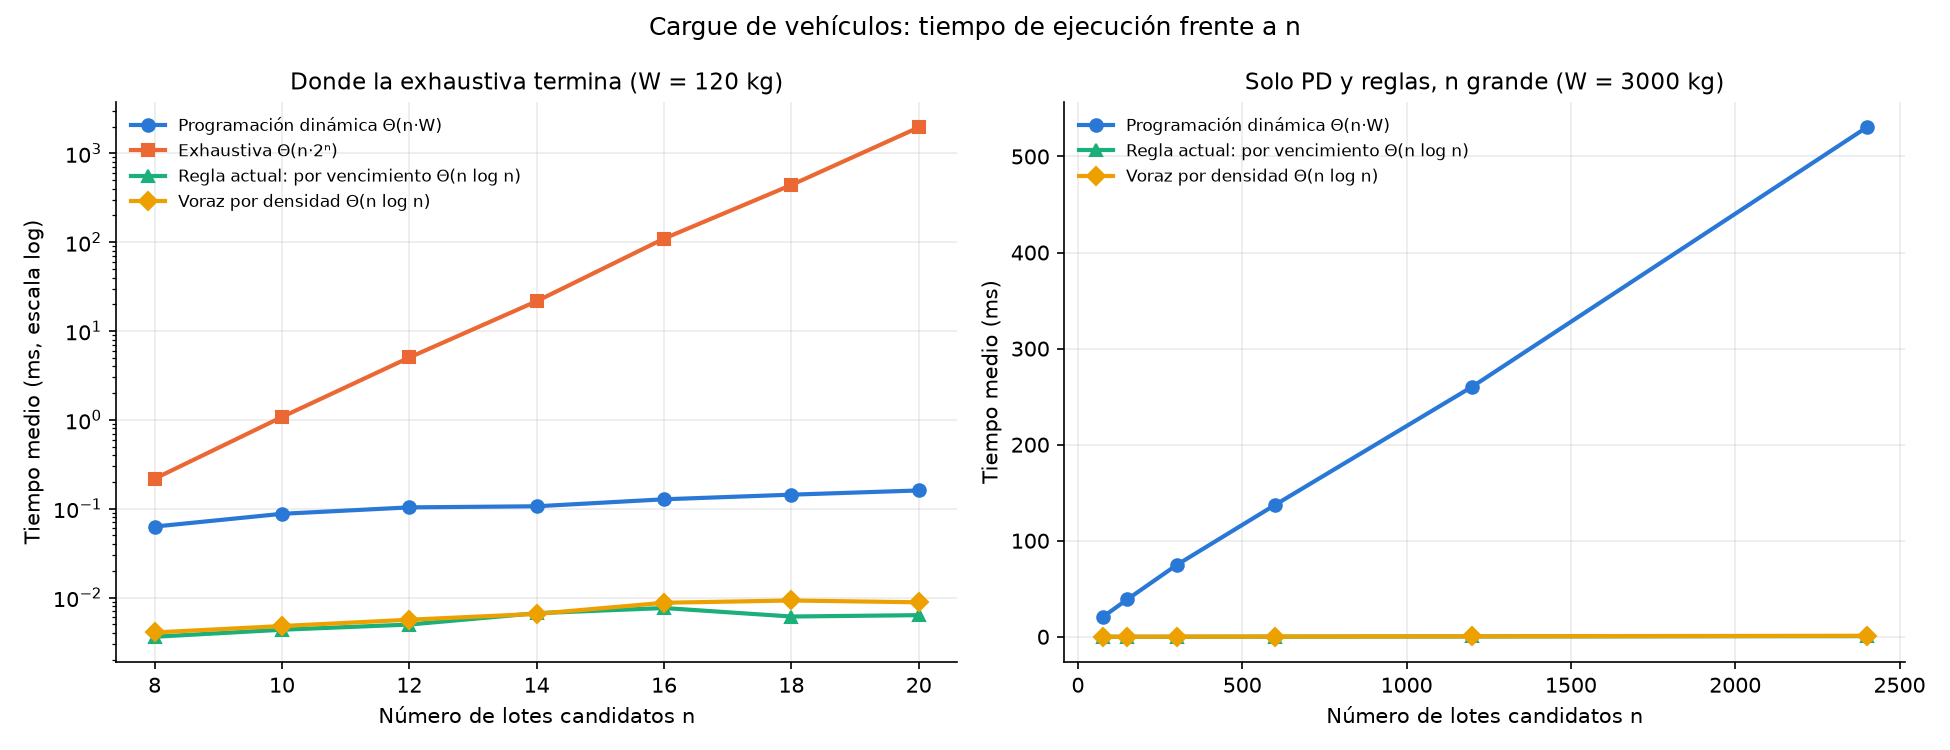 Cargue de vehículos: tiempo de ejecución frente a n
Donde la exhaustiva termina (W = 120 kg)
Programación dinámica Θ(n·W)
Exhaustiva Θ(n·2ⁿ)
Regla actual: por vencimiento Θ(n log n)
Voraz por densidad Θ(n log n)
Tiempo medio (ms, escala log)
10³
10²
10¹
10⁰
10⁻¹
10⁻²
8 10 12 14 16 18 20
Número de lotes candidatos n
Solo PD y reglas, n grande (W = 3000 kg)
Programación dinámica Θ(n·W)
Regla actual: por vencimiento Θ(n log n)
Voraz por densidad Θ(n log n)
Tiempo medio (ms)
500
400
300
200
100
0
0 500 1000 1500 2000 2500
Número de lotes candidatos n